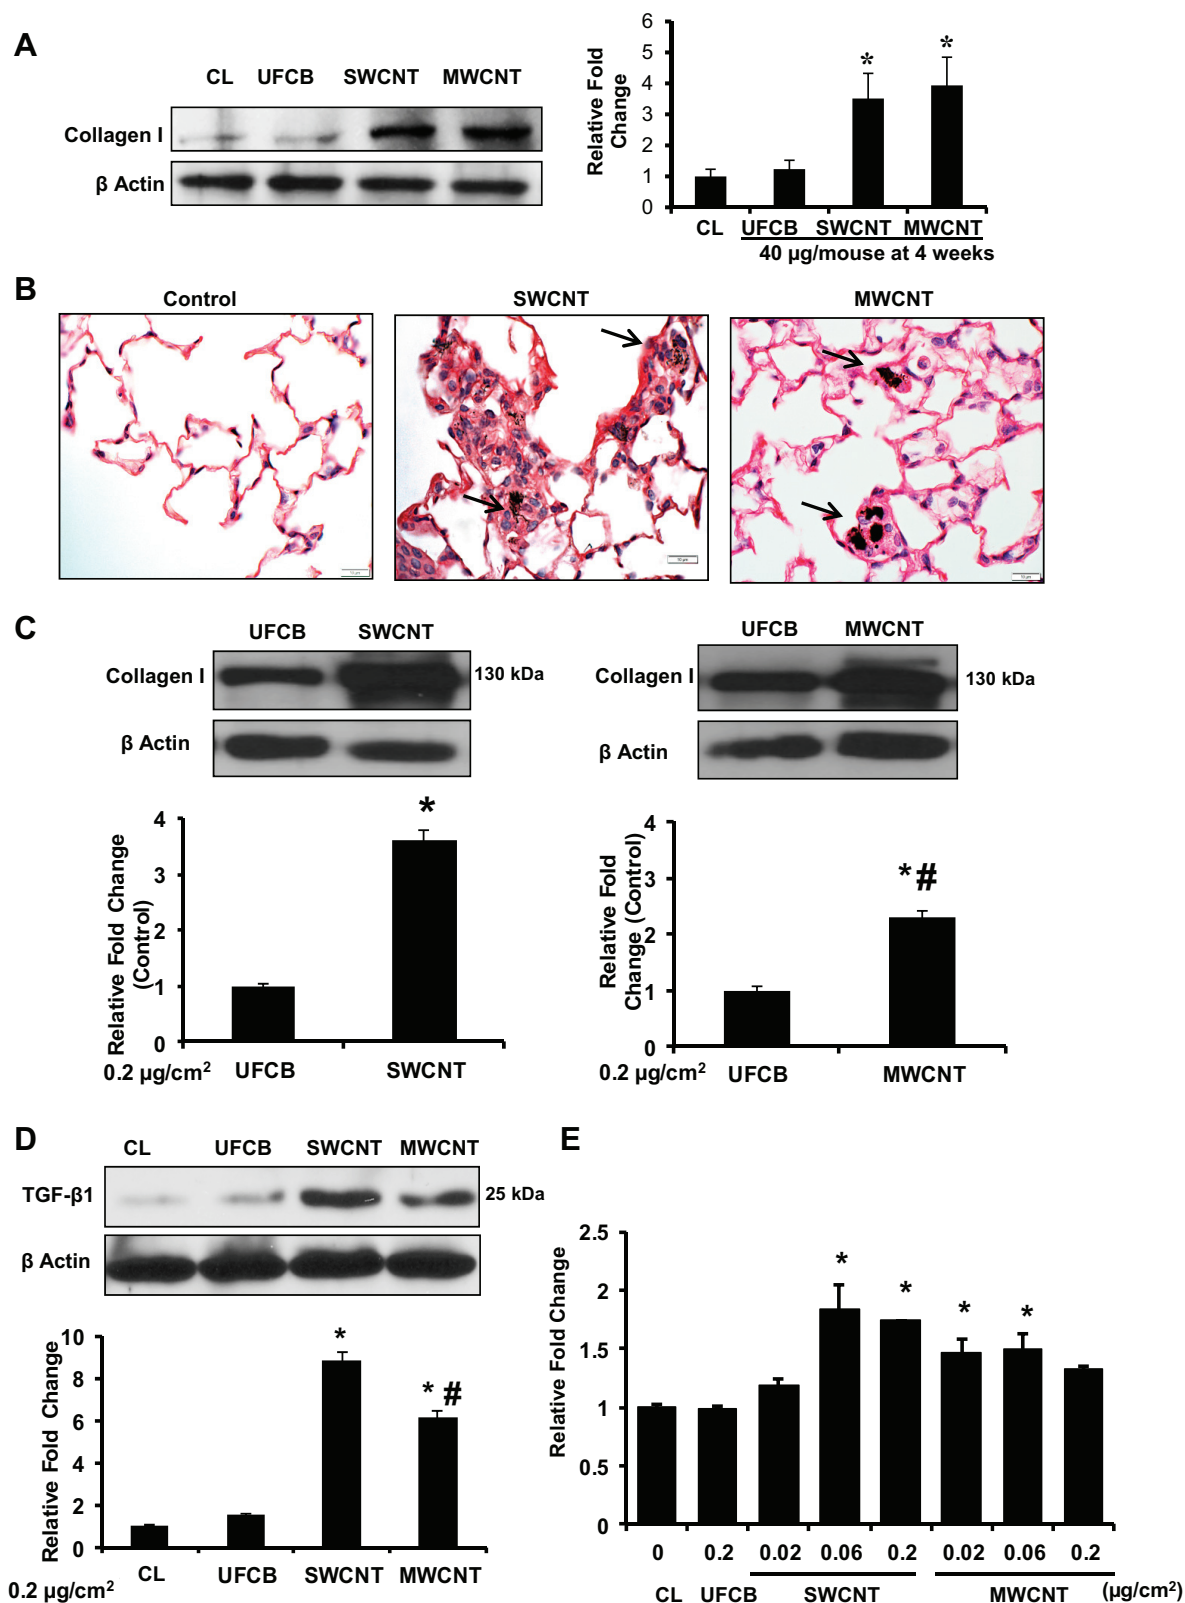 A
CL UFCB SWCNT MWCNT
Collagen I
β Actin
Relative Fold
Change
6
5
4
3
2
1
0
* *
CL UFCB SWCNT MWCNT
40 µg/mouse at 4 weeks
B
Control SWCNT MWCNT
C
UFCB SWCNT
Collagen I 130 kDa
β Actin
Relative Fold Change
(Control)
4
3
2
1
0
*
0.2 µg/cm²
UFCB SWCNT
UFCB MWCNT
Collagen I 130 kDa
β Actin
Relative Fold
Change (Control)
4
3
2
1
0
*#
0.2 µg/cm²
UFCB MWCNT
D
CL UFCB SWCNT MWCNT
TGF-β1 25 kDa
β Actin
Relative Fold Change
10
8
6
4
2
0
* *#
CL UFCB SWCNT MWCNT
0.2 µg/cm²
E
Relative Fold Change
2.5
2
1.5
1
0.5
0
* * * *
0 0.2 0.02 0.06 0.2 0.02 0.06 0.2
CL UFCB SWCNT MWCNT (µg/cm²)